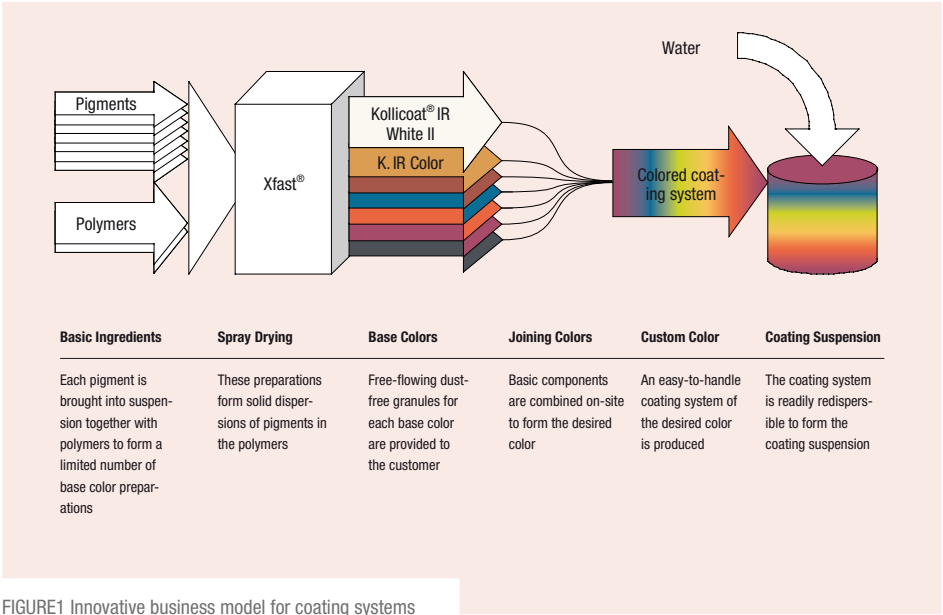 Water
Pigments
Kollicoat® IR
White II
K. IR Color
Xfast®
Colored coat-
ing system
Polymers
Basic Ingredients
Each pigment is
brought into suspen-
sion together with
polymers to form a
limited number of
base color prepar-
ations
Spray Drying
These preparations
form solid disper-
sions of pigments in
the polymers
Base Colors
Free-flowing dust-
free granules for
each base color
are provided to
the customer
Joining Colors
Basic components
are combined on-site
to form the desired
color
Custom Color
An easy-to-handle
coating system of
the desired color
is produced
Coating Suspension
The coating system
is readily redispers-
ible to form the
coating suspension
FIGURE1 Innovative business model for coating systems